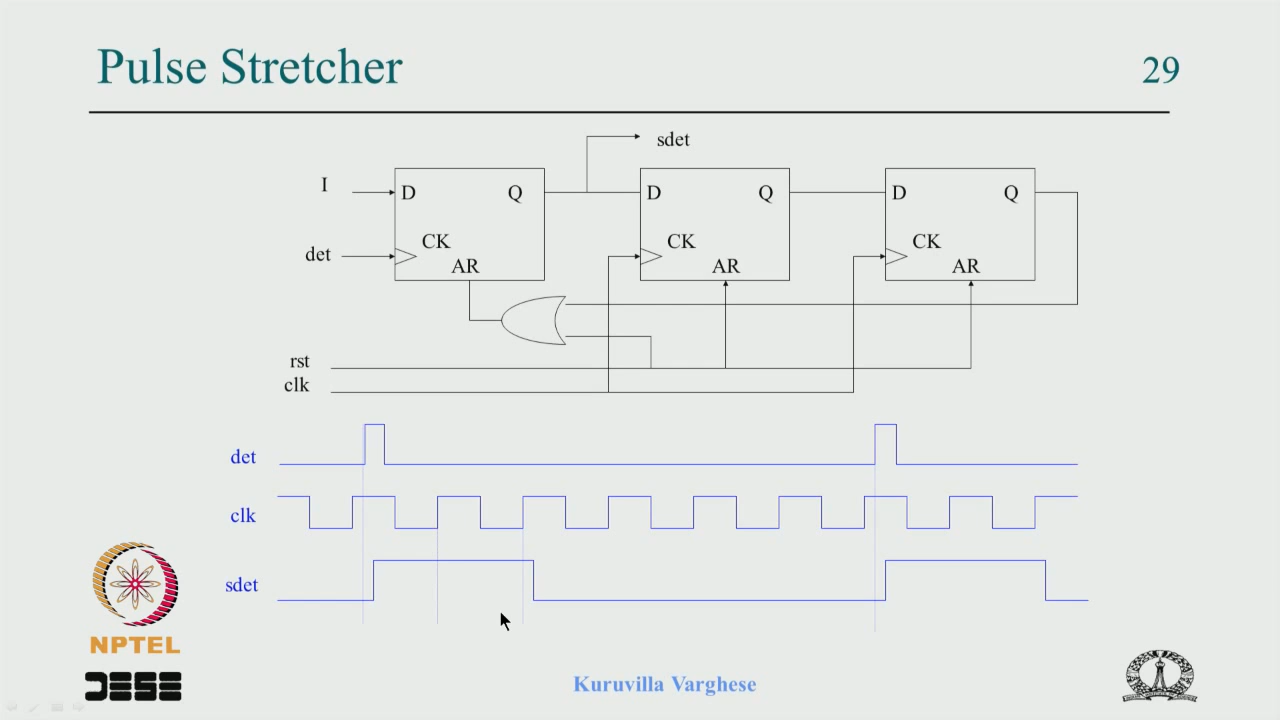 Pulse Stretcher
29
sdet
I
D Q
D Q
D Q
CK
CK
CK
det
AR
AR
AR
rst
clk
det
clk
sdet
NPTEL
DESE
Kuruvilla Varghese